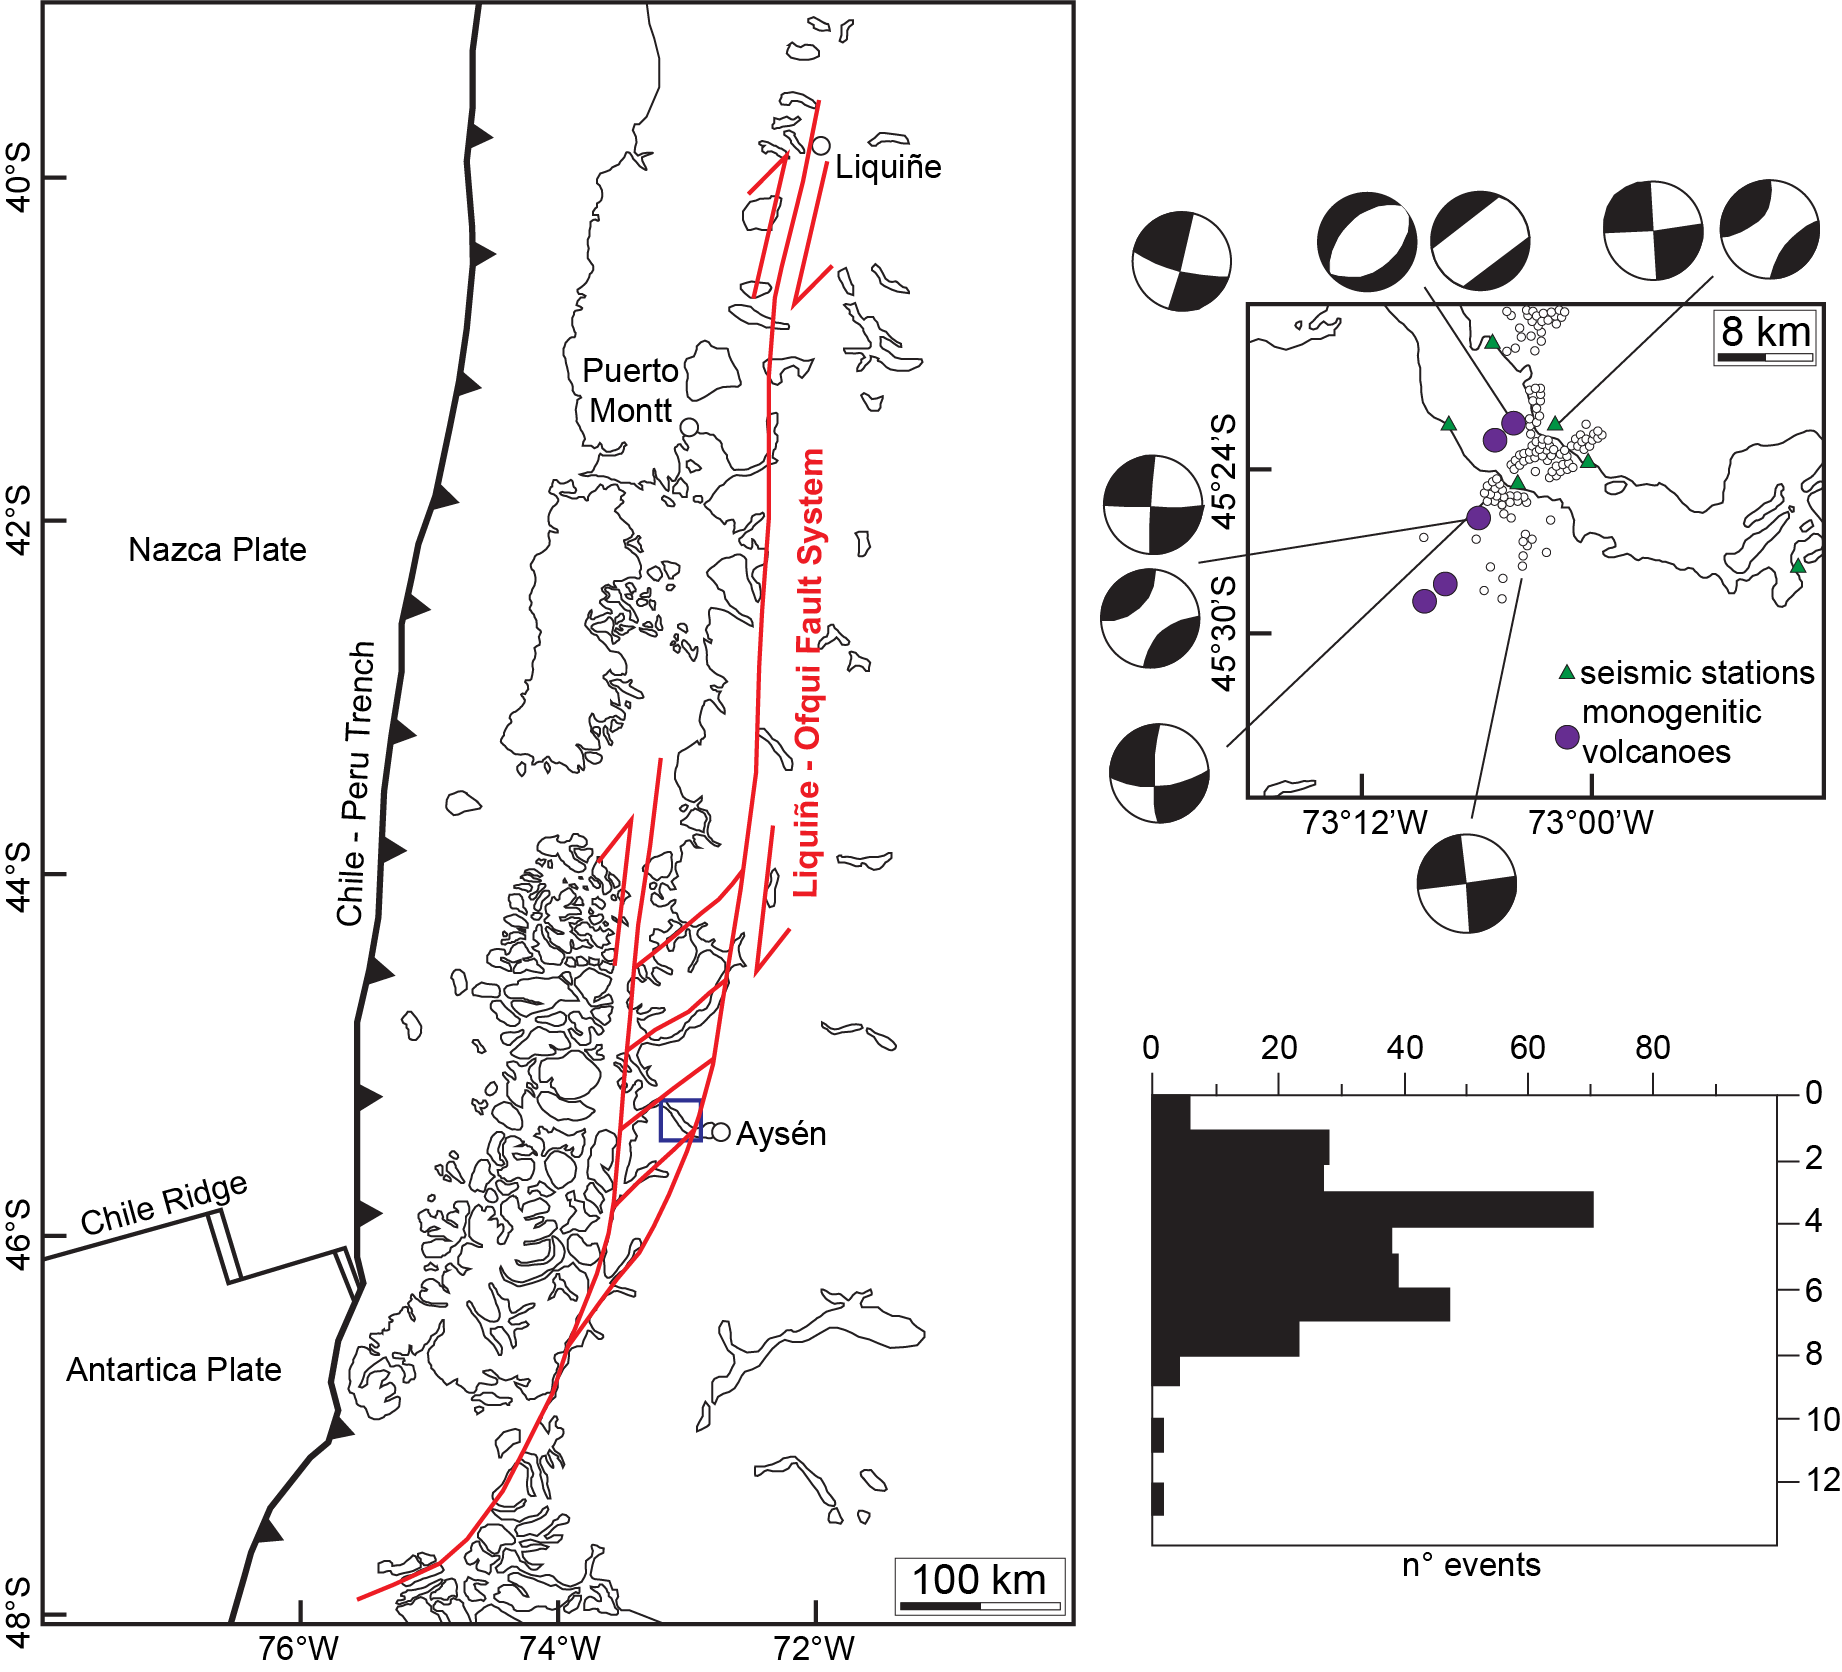 40°S
42°S
44°S
46°S
48°S
76°W
74°W
72°W
Liquiñe
Puerto
Montt
Nazca Plate
Chile - Peru Trench
Liquiñe - Ofqui Fault System
Aysén
Chile Ridge
Antartica Plate
100 km
8 km
45°24'S
45°30'S
seismic stations
monogenitic
volcanoes
73°12'W
73°00'W
0
20
40
60
80
0
2
4
6
8
10
12
n° events